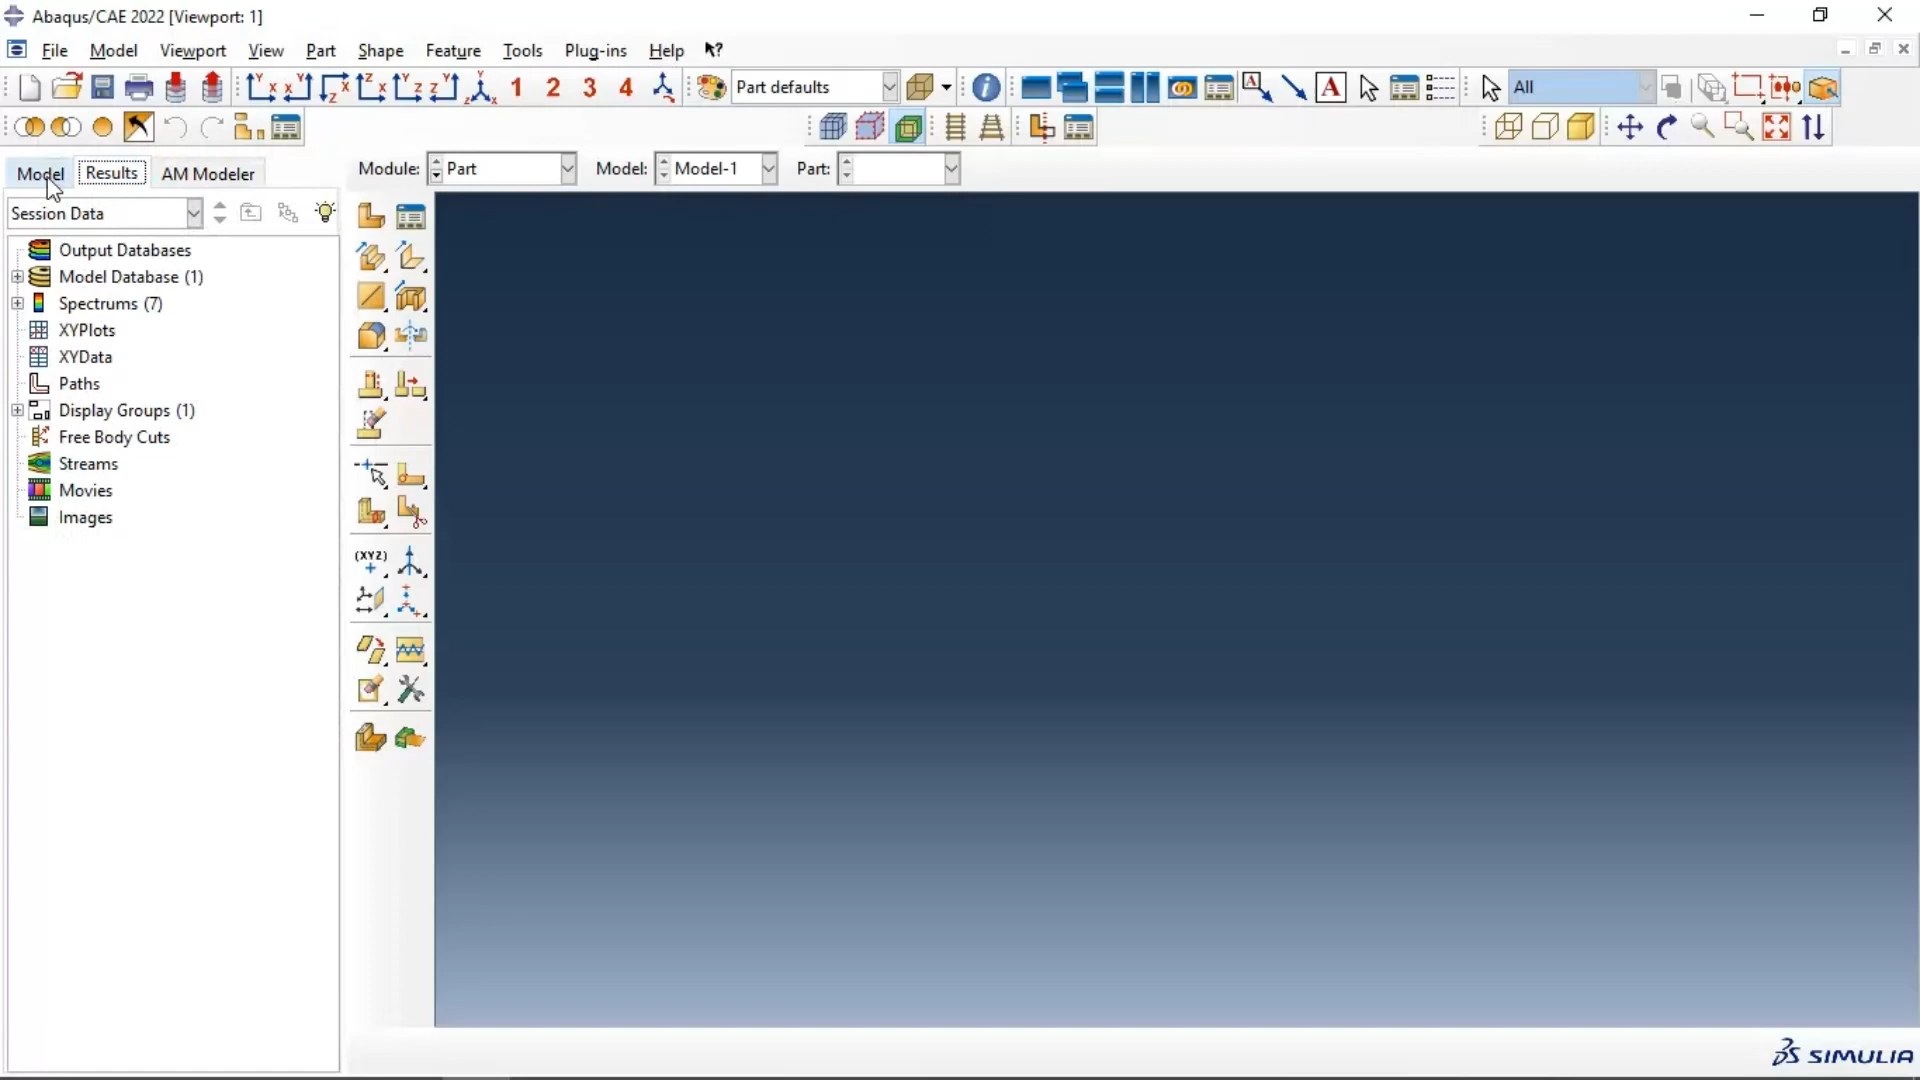 Abaqus/CAE 2022 [Viewport: 1]
File Model Viewport View Part Shape Feature Tools Plug-ins Help
1 2 3 4 Part defaults A A All
Model Results AM Modeler Module: Part Model: Model-1 Part:
Session Data
Output Databases
Model Database (1)
Spectrums (7)
XYPlots
XYData
Paths
Display Groups (1)
Free Body Cuts
Streams
Movies
Images
(XYZ)
SIMULIA